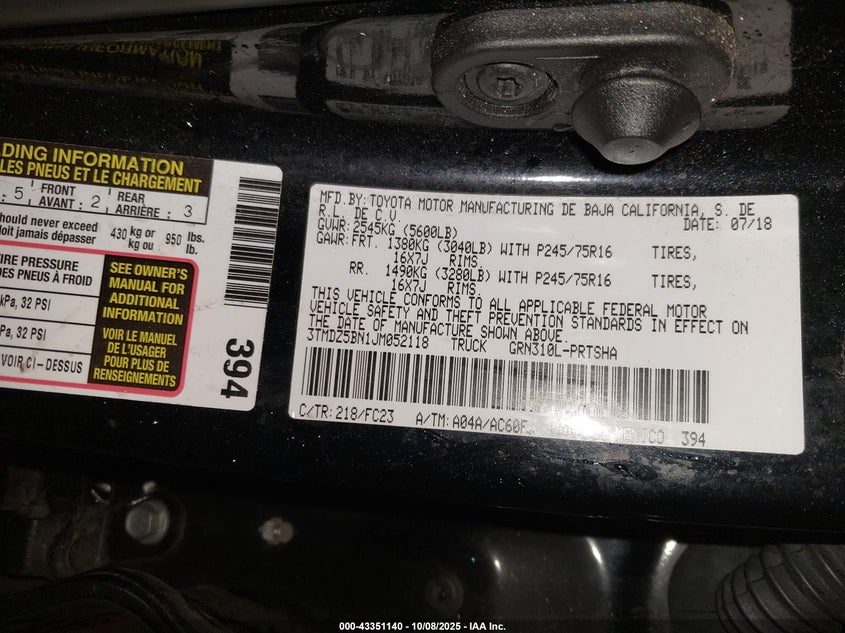 DING INFORMATION
LES PNEUS ET LE CHARGEMENT
: 5 FRONT AVANT : 2 REAR ARRIÈRE : 3
should never exceed 430 kg or 950 lbs.
doit jamais dépasser kg ou lb.
IRE PRESSURE
DES PNEUS À FROID
kPa, 32 PSI
Pa, 32 PSI
VOIR CI-DESSUS
SEE OWNER'S
MANUAL FOR
ADDITIONAL
INFORMATION
VOIR LE MANUEL
DE L'USAGER
POUR PLUS DE
RENSEIGNEMENTS
394
MFD.BY:TOYOTA MOTOR MANUFACTURING DE BAJA CALIFORNIA, S. DE
R.L. DE C.V. DATE: 07/18
GVWR:2545KG (5600LB)
GAWR:FRT. 1380KG (3040LB) WITH P245/75R16 TIRES,
16X7J RIMS
RR. 1490KG (3280LB) WITH P245/75R16 TIRES,
16X7J RIMS
THIS VEHICLE CONFORMS TO ALL APPLICABLE FEDERAL MOTOR
VEHICLE SAFETY AND THEFT PREVENTION STANDARDS IN EFFECT ON
THE DATE OF MANUFACTURE SHOWN ABOVE.
3TMDZ5BN1JM052118 TRUCK GRN310L-PRTSHA
C/TR: 218/FC23 A/TM: A04A/AC60F 394
000-43351140 - 10/08/2025 - IAA Inc.